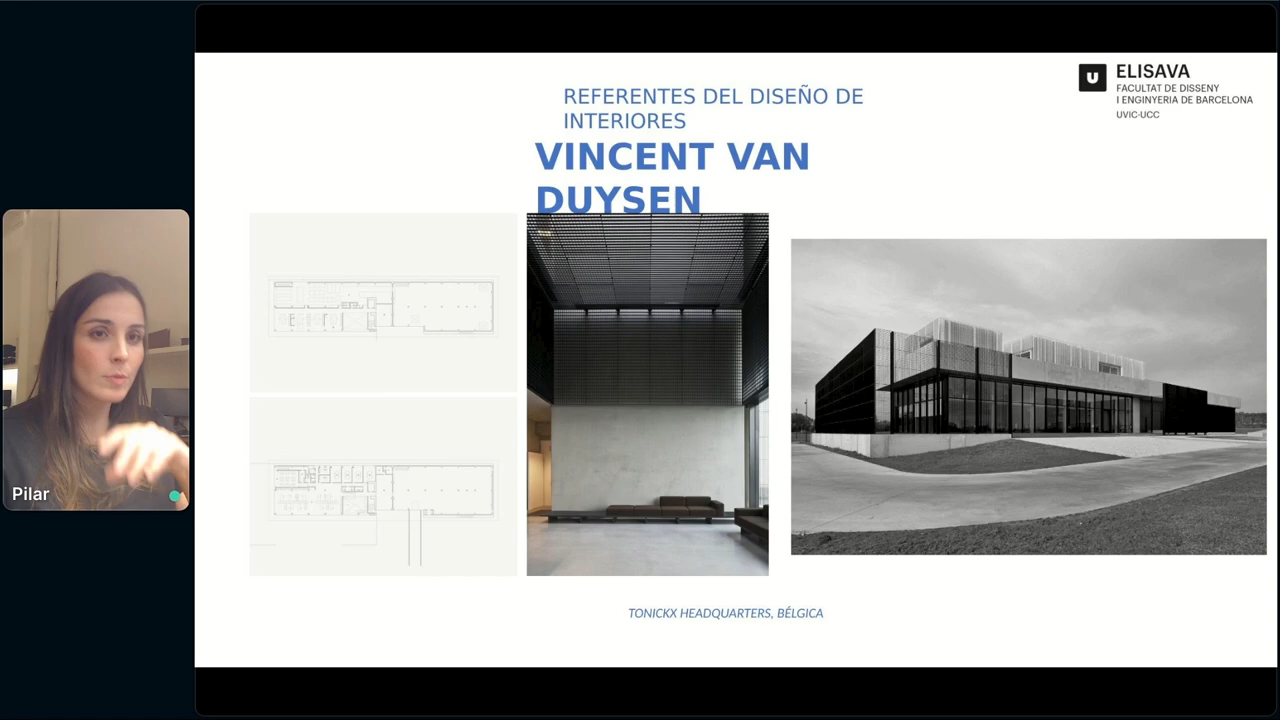 REFERENTES DEL DISEÑO DE
INTERIORES
VINCENT VAN
DUYSEN
ELISAVA
FACULTAT DE DISSENY
I ENGINYERIA DE BARCELONA
UVIC·UCC
Pilar
TONICKX HEADQUARTERS, BÉLGICA